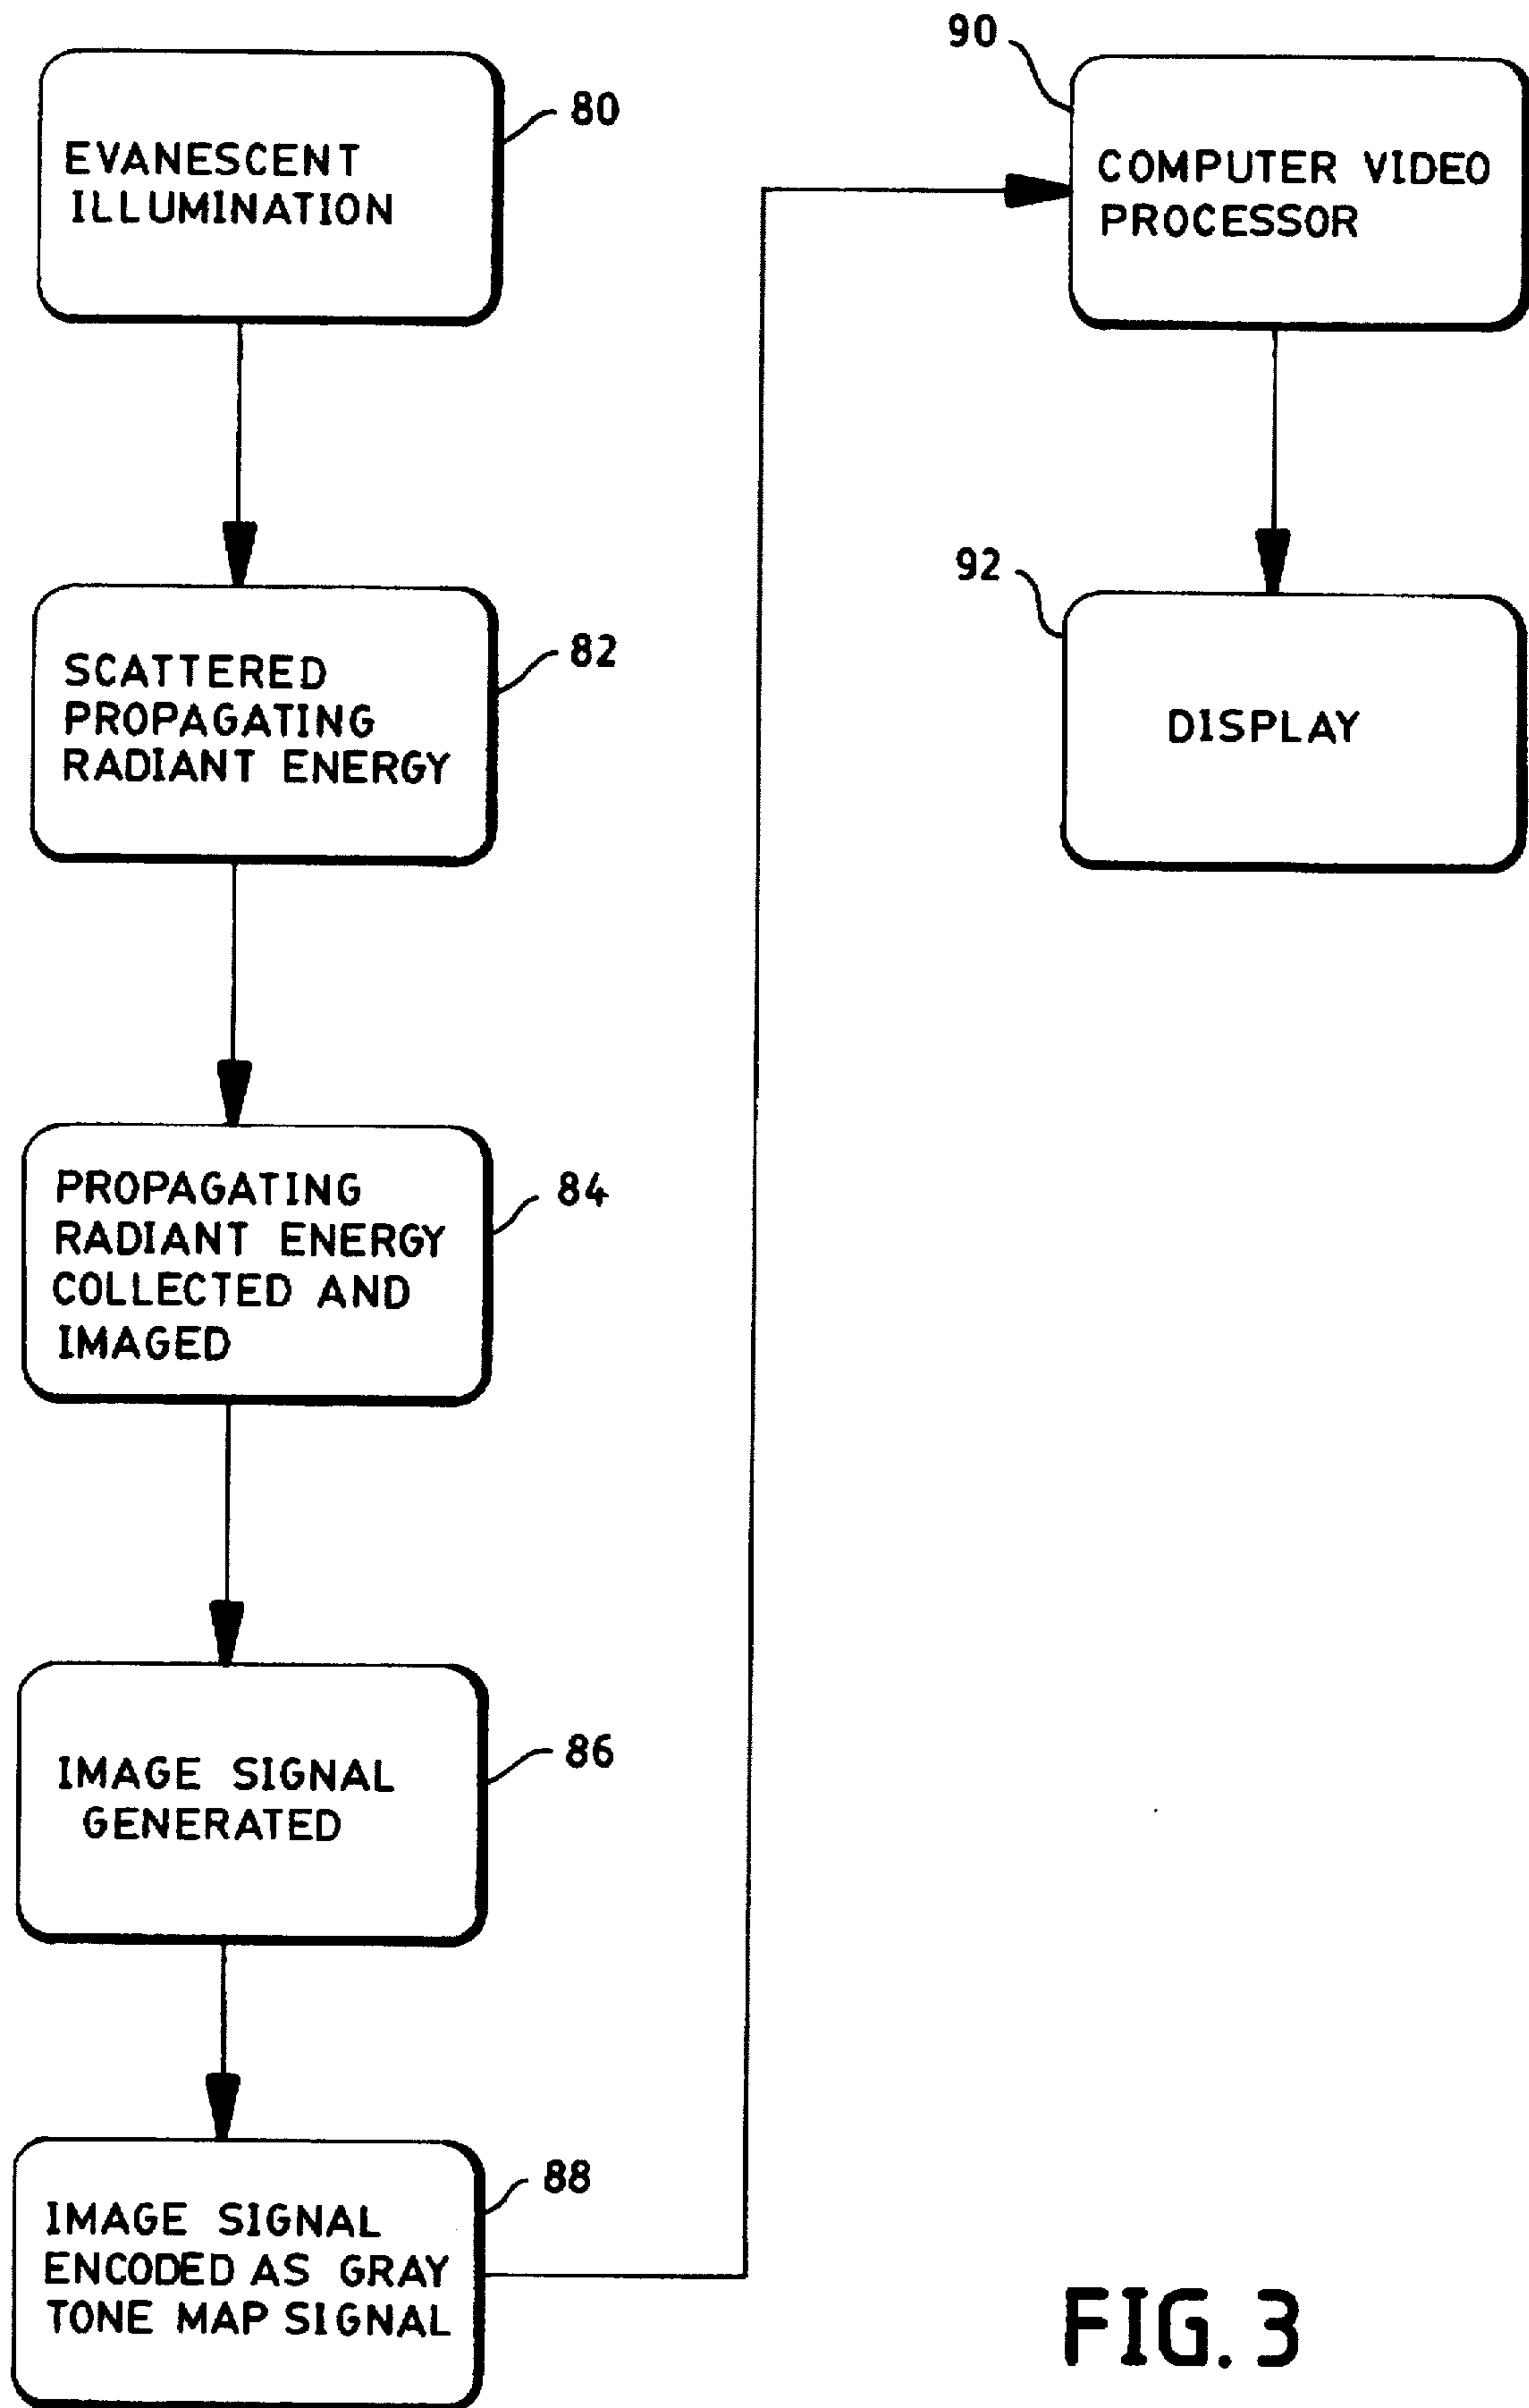 EVANESCENT
ILLUMINATION
80
SCATTERED
PROPAGATING
RADIANT ENERGY
82
PROPAGATING
RADIANT ENERGY
COLLECTED AND
IMAGED
84
IMAGE SIGNAL
GENERATED
86
IMAGE SIGNAL
ENCODED AS GRAY
TONE MAP SIGNAL
88
90
COMPUTER VIDEO
PROCESSOR
92
DISPLAY
FIG. 3